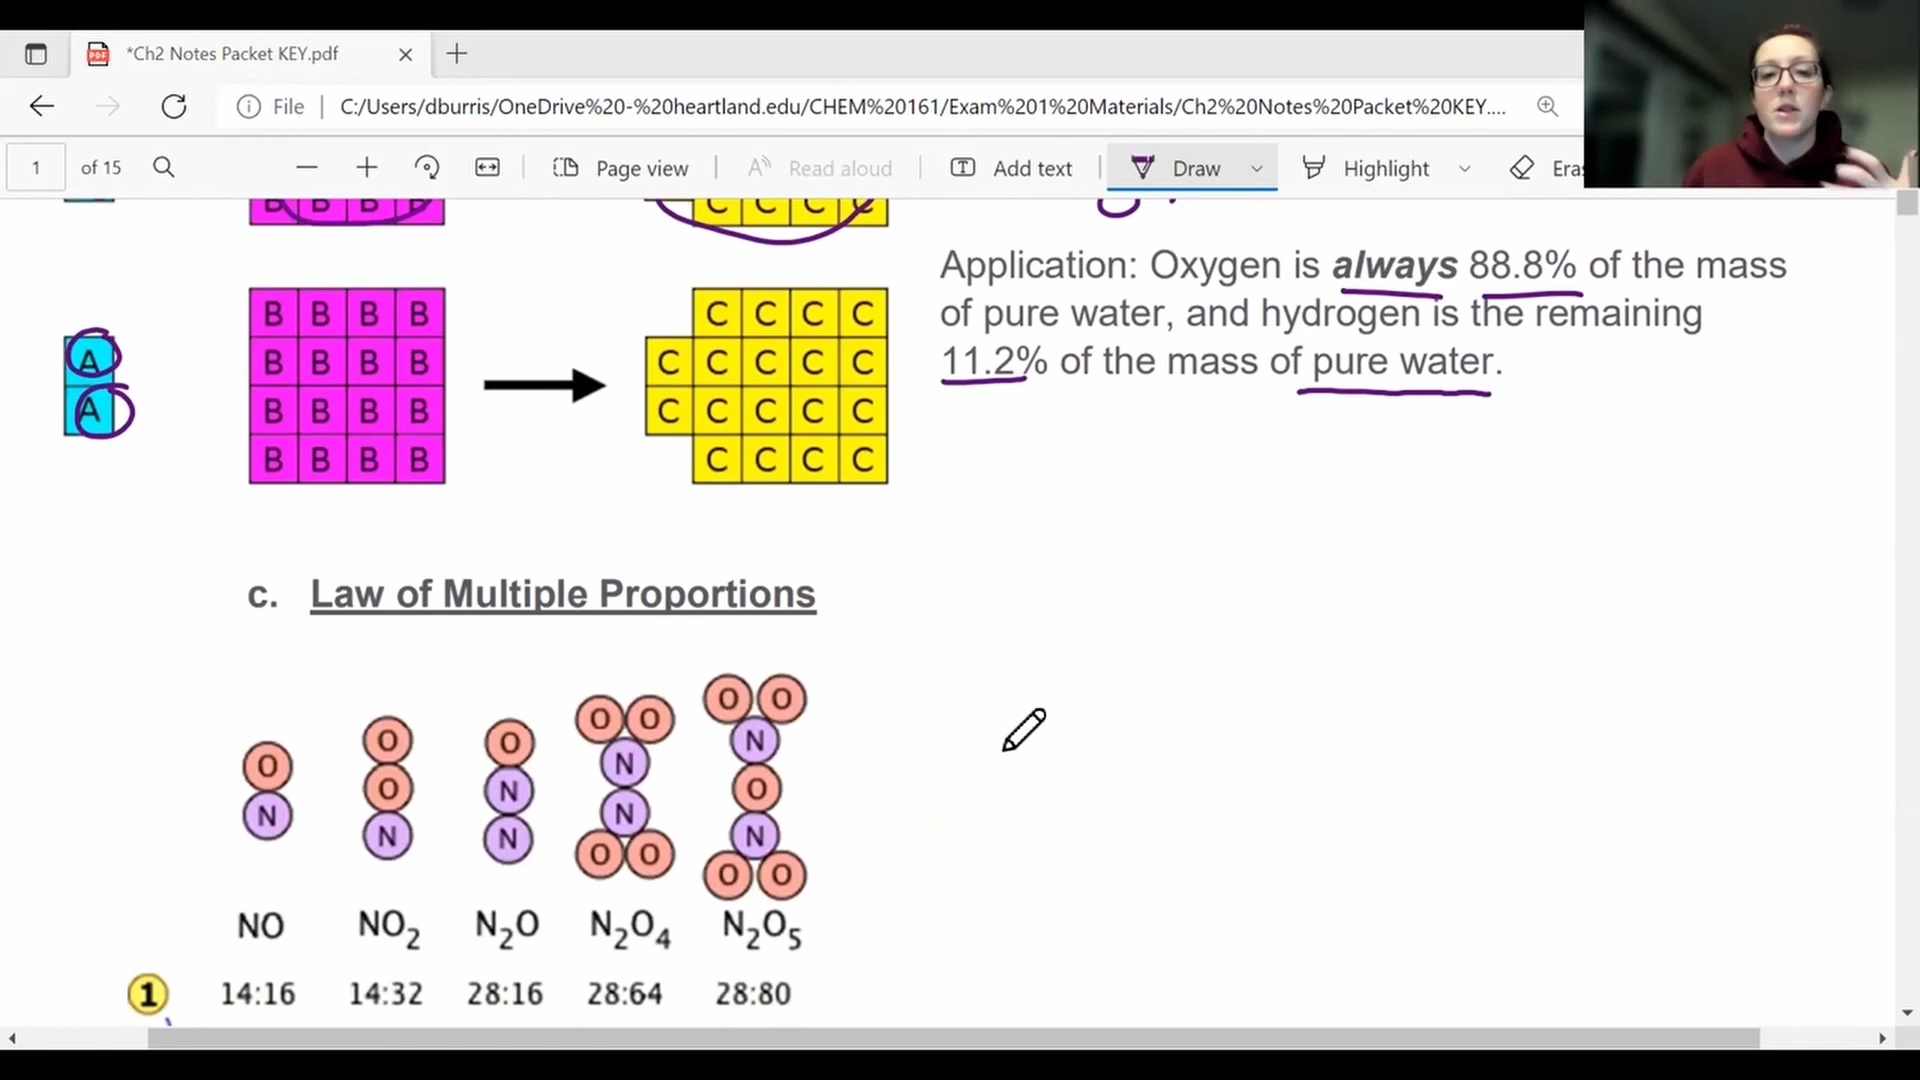 *Ch2 Notes Packet KEY.pdf
File C:/Users/dburris/OneDrive%20-%20heartland.edu/CHEM%20161/Exam%201%20Materials/Ch2%20Notes%20Packet%20KEY....
1 of 15 Page view Read aloud Add text Draw Highlight
B B B B C C C C
Application: Oxygen is always 88.8% of the mass
of pure water, and hydrogen is the remaining
11.2% of the mass of pure water.
B B B B C C C C
A B B B B C C C C C
A B B B B C C C C C
B B B B C C C C
c. Law of Multiple Proportions
O O
O O N
O O O N O
O O N N N
N N N O O O O
NO NO₂ N₂O N₂O₄ N₂O₅
1 14:16 14:32 28:16 28:64 28:80